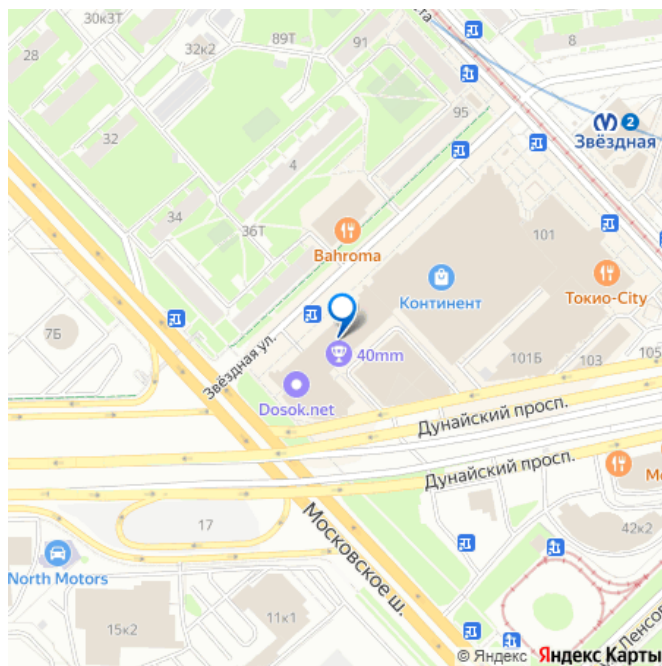 30к3Т
89Т
91
8
28
32к2
95
32
2
Звёздная
4
34
36Т
Bahroma
101
Континент
Токио-City
7Б
40mm
Звёздная ул.
101Б
103
105
Dosok.net
Дунайский просп.
Дунайский просп.
17
Московское ш.
42к2
North Motors
11к1
15к2
© Яндекс
Яндекс Карты